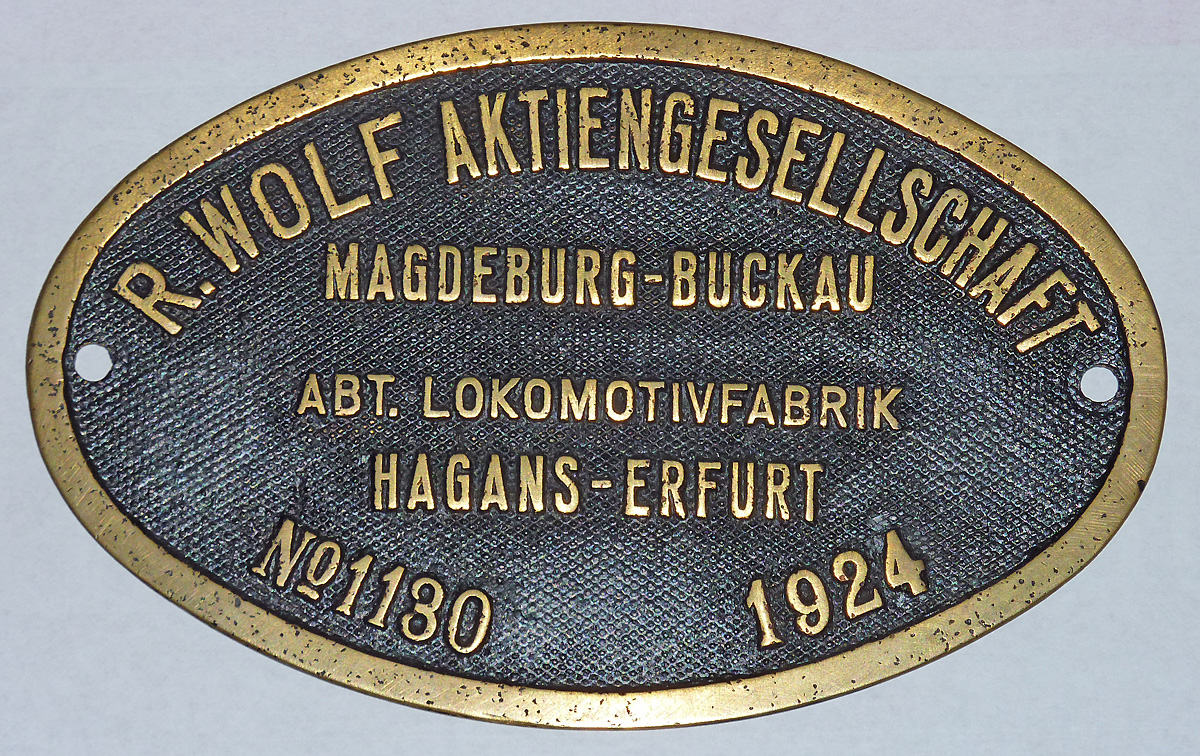 R. WOLF AKTIENGESELLSCHAFT
MAGDEBURG-BUCKAU
ABT. LOKOMOTIVFABRIK
HAGANS-ERFURT
No 1130 1924